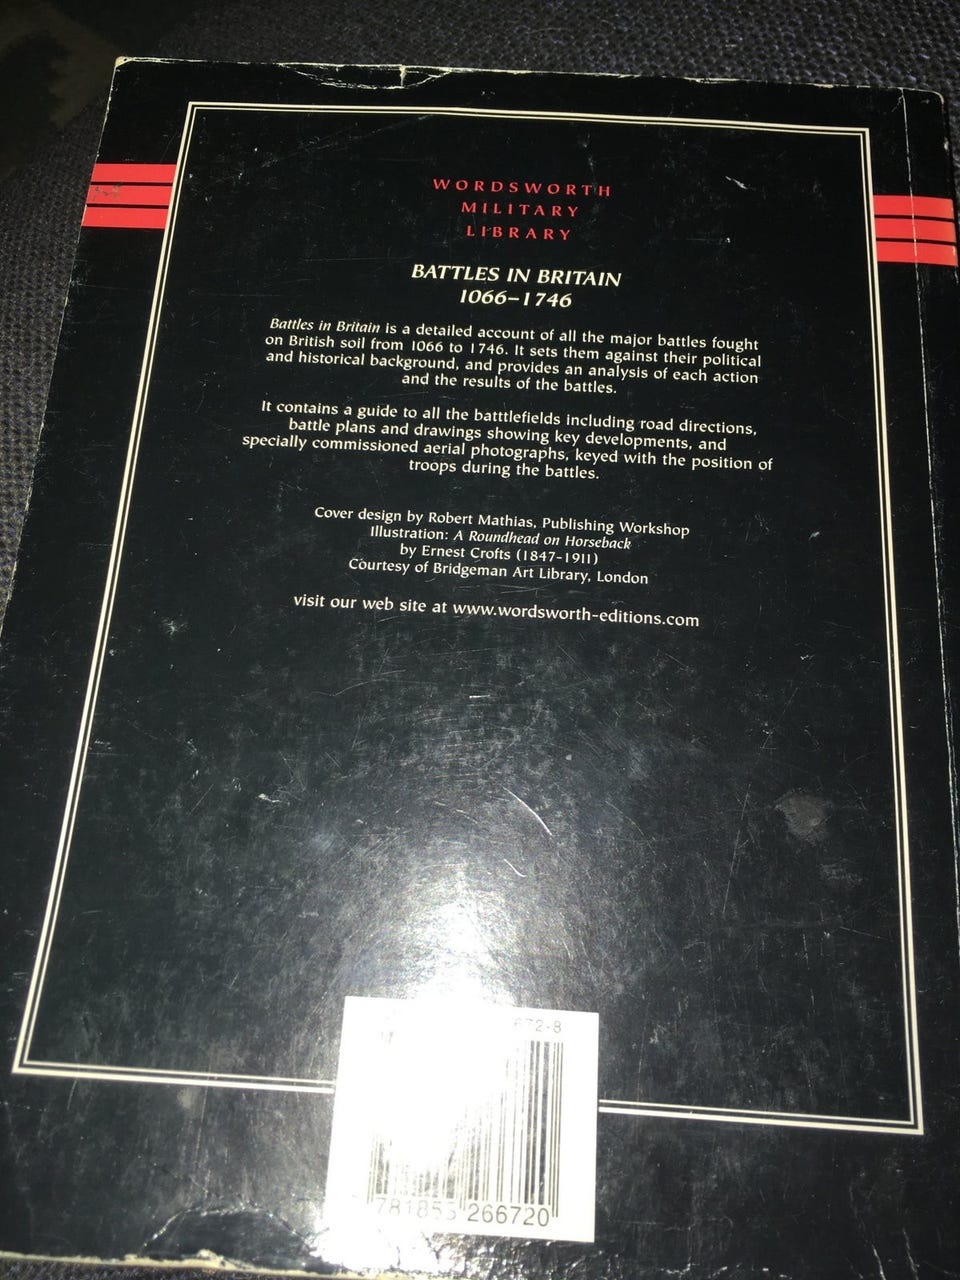 WORDSWORTH
MILITARY
LIBRARY
BATTLES IN BRITAIN
1066–1746
Battles in Britain is a detailed account of all the major battles fought
on British soil from 1066 to 1746. It sets them against their political
and historical background, and provides an analysis of each action
and the results of the battles.
It contains a guide to all the batttlefields including road directions,
battle plans and drawings showing key developments, and
specially commissioned aerial photographs, keyed with the position of
troops during the battles.
Cover design by Robert Mathias, Publishing Workshop
Illustration: A Roundhead on Horseback
by Ernest Crofts (1847-1911)
Courtesy of Bridgeman Art Library, London
visit our web site at www.wordsworth-editions.com
672-8
781853 266720